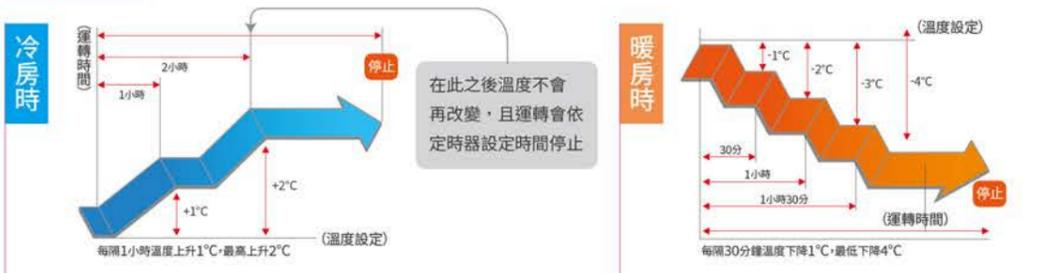 冷房時
(運轉時間)
2小時
1小時
停止
+1°C
+2°C
(溫度設定)
每隔1小時溫度上升1°C,最高上升2°C
在此之後溫度不會
再改變，且運轉會依
定時器設定時間停止
暖房時
(溫度設定)
-1°C
-2°C
-3°C
-4°C
30分
1小時
1小時30分
停止
(運轉時間)
每隔30分鐘溫度下降1°C,最低下降4°C